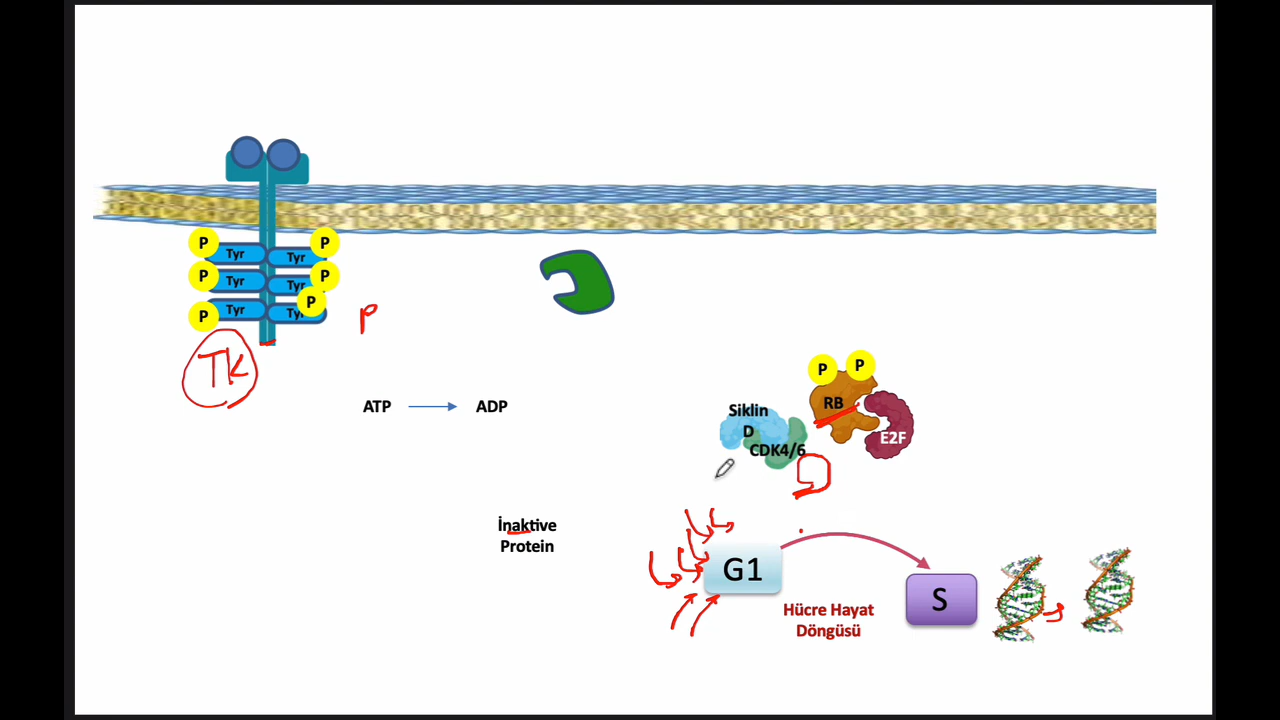 P
P
Tyr
Tyr
P
P
Tyr
Tyr
P
P
Tyr
Tyr
P
TK
ATP
ADP
P
P
RB
E2F
Siklin
D
CDK4/6
İnaktive
Protein
G1
S
Hücre Hayat
Döngüsü